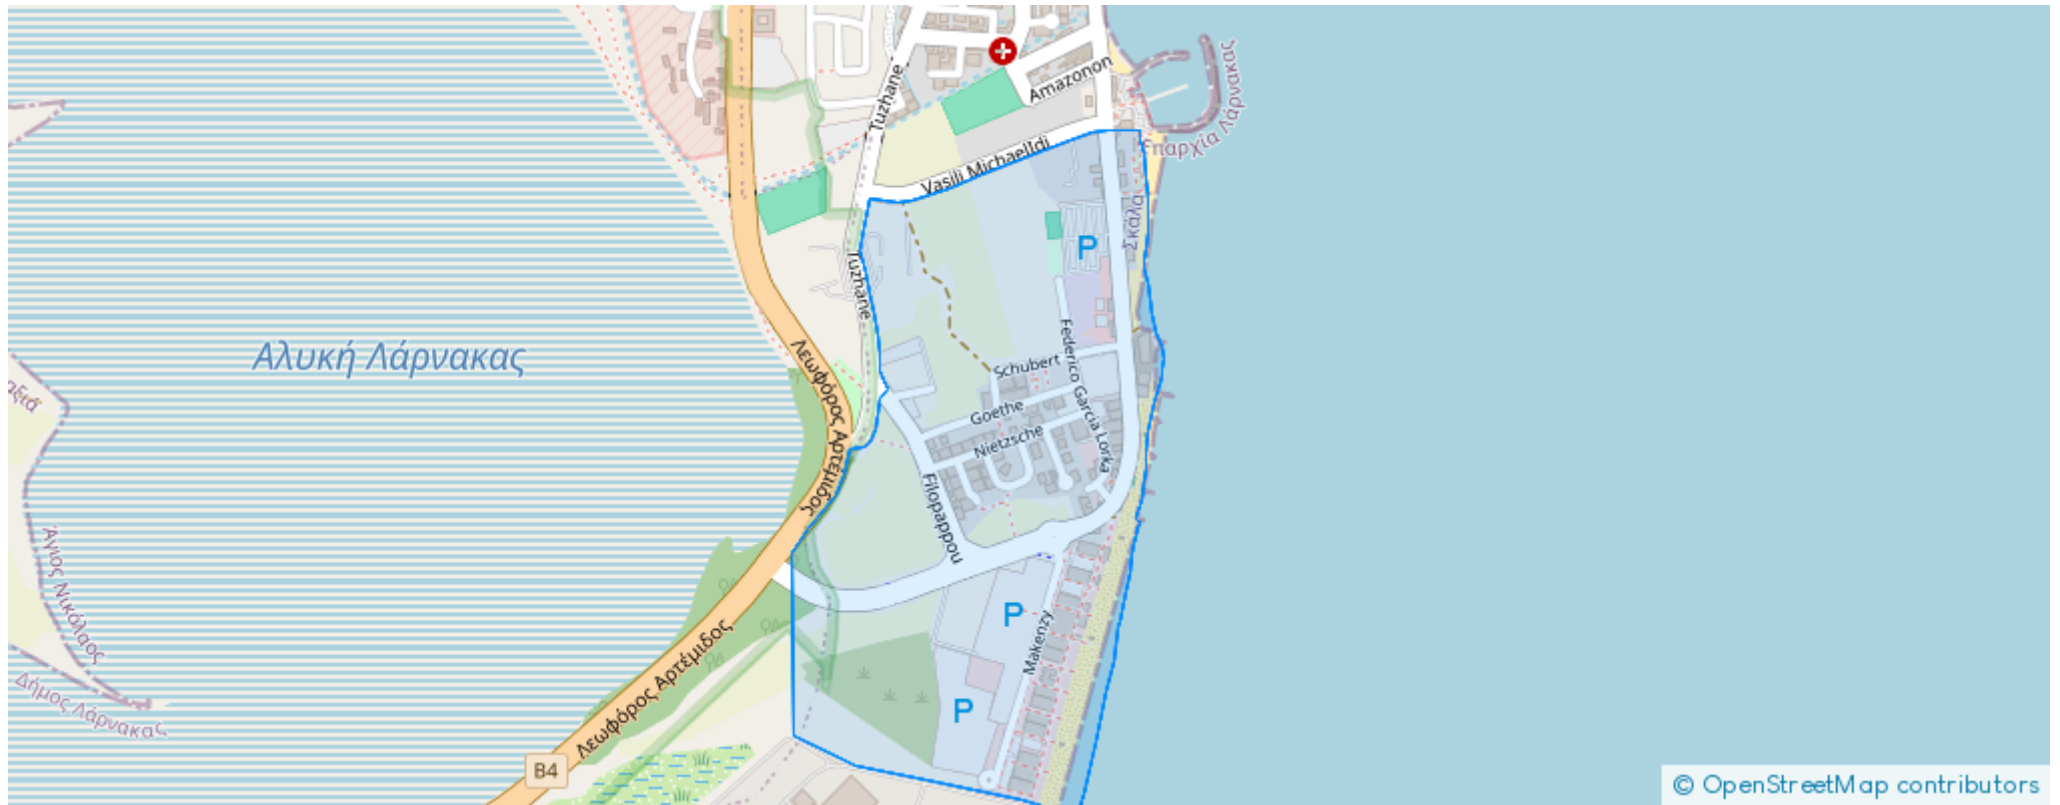 Επαρχία Λάρνακας
Tuzhane
Amazonon
Vasili Michaelldi
Σκάλα
P
Tuzhane
Αλυκή Λάρνακας
Λεωφόρος Αρτέμιδος
Schubert
Federico Garcia Lorka
Goethe
Nietzsche
Filopappou
Άγιος Νικόλαος
Δήμος Λάρνακας
Λεωφόρος Αρτέμιδος
P
Makenzy
P
B4
© OpenStreetMap contributors